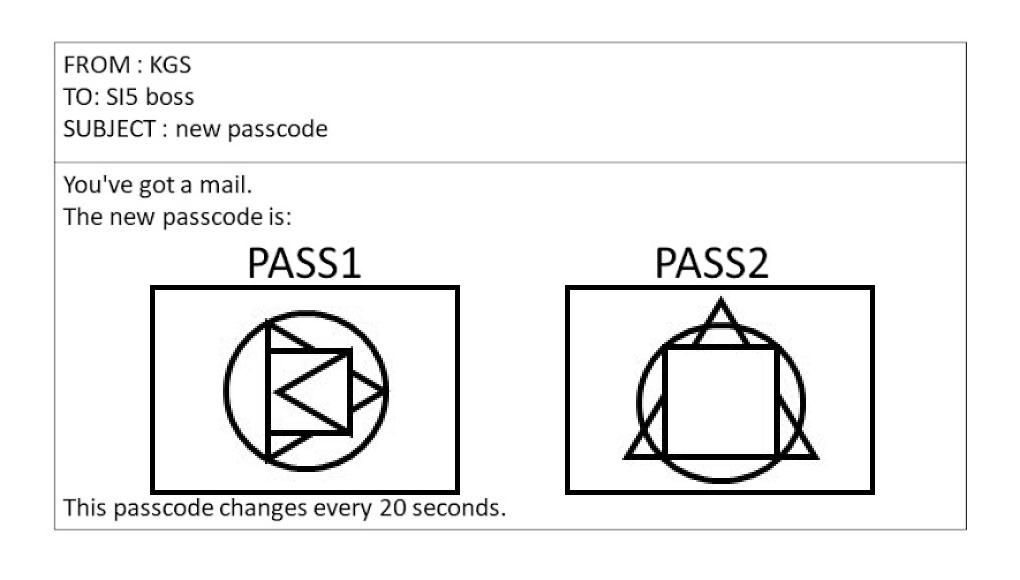 FROM : KGS
TO: SI5 boss
SUBJECT : new passcode
You've got a mail.
The new passcode is:
PASS1 PASS2
This passcode changes every 20 seconds.